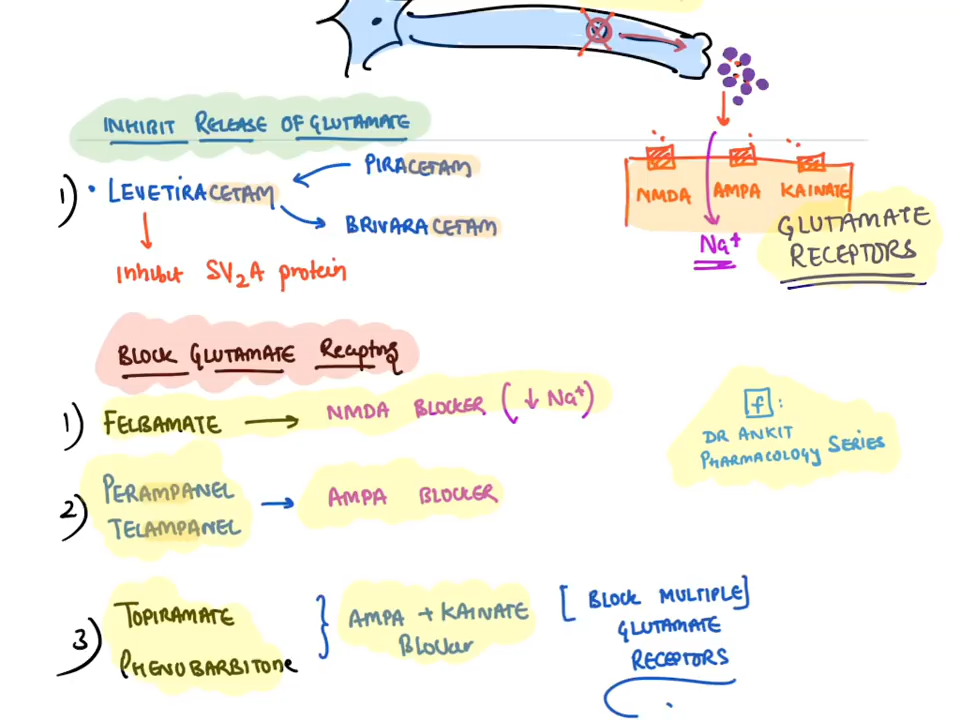 INHIBIT RELEASE OF GLUTAMATE
1) • LEVETIRACETAM
PIRACETAM
BRIVARACETAM
Inhibit SV2A protein
NMDA AMPA KAINATE
Na+
GLUTAMATE
RECEPTORS
BLOCK GLUTAMATE Receptors
1) FELBAMATE → NMDA BLOCKER (↓ Na+)
f :
DR ANKIT
PHARMACOLOGY SERIES
2) PERAMPANEL
TELAMPANEL
→ AMPA BLOCKER
3) TOPIRAMATE
PHENOBARBITONE
AMPA + KAINATE
Blocker
[BLOCK MULTIPLE]
GLUTAMATE
RECEPTORS